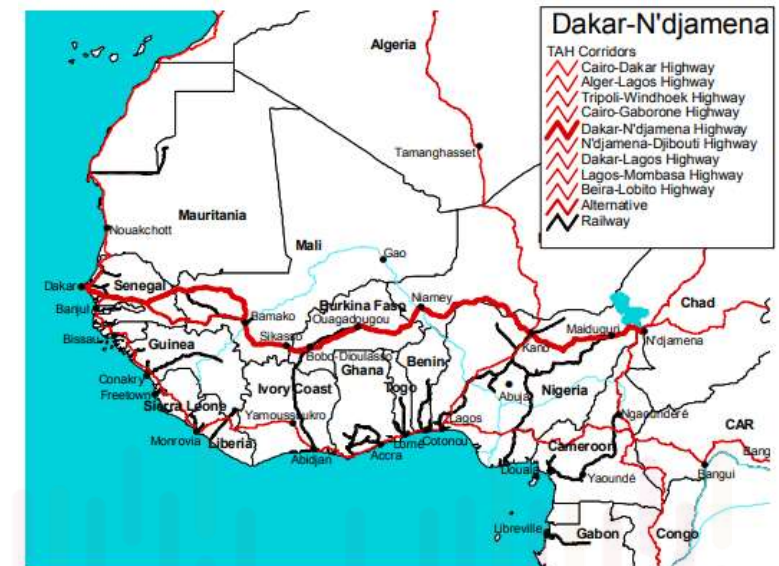 Dakar-N'djamena
TAH Corridors
Cairo-Dakar Highway
Alger-Lagos Highway
Tripoli-Windhoek Highway
Cairo-Gaborone Highway
Dakar-N'djamena Highway
N'djamena-Djibouti Highway
Dakar-Lagos Highway
Lagos-Mombasa Highway
Beira-Lobito Highway
Alternative
Railway
Algeria
Tamanghasset
Mauritania
Nouakchott
Mali
Gao
Dakar
Senegal
Niamey
Chad
Banjul
Burkina Faso
Bamako
Ouagadougou
Maiduguri
Bissau
Guinea
Sikasso
Kano
N'djamena
Bobo-Dioulasso
Benin
Conakry
Ghana
Freetown
Ivory Coast
Togo
Abuja
Nigeria
Sierra Leone
Yamoussoukro
Lagos
Ngaoundéré
CAR
Monrovia
Liberia
Lome
Cotonou
Cameroon
Abidjan
Accra
Bang
Douala
Yaoundé
Bangui
Libreville
Gabon
Congo